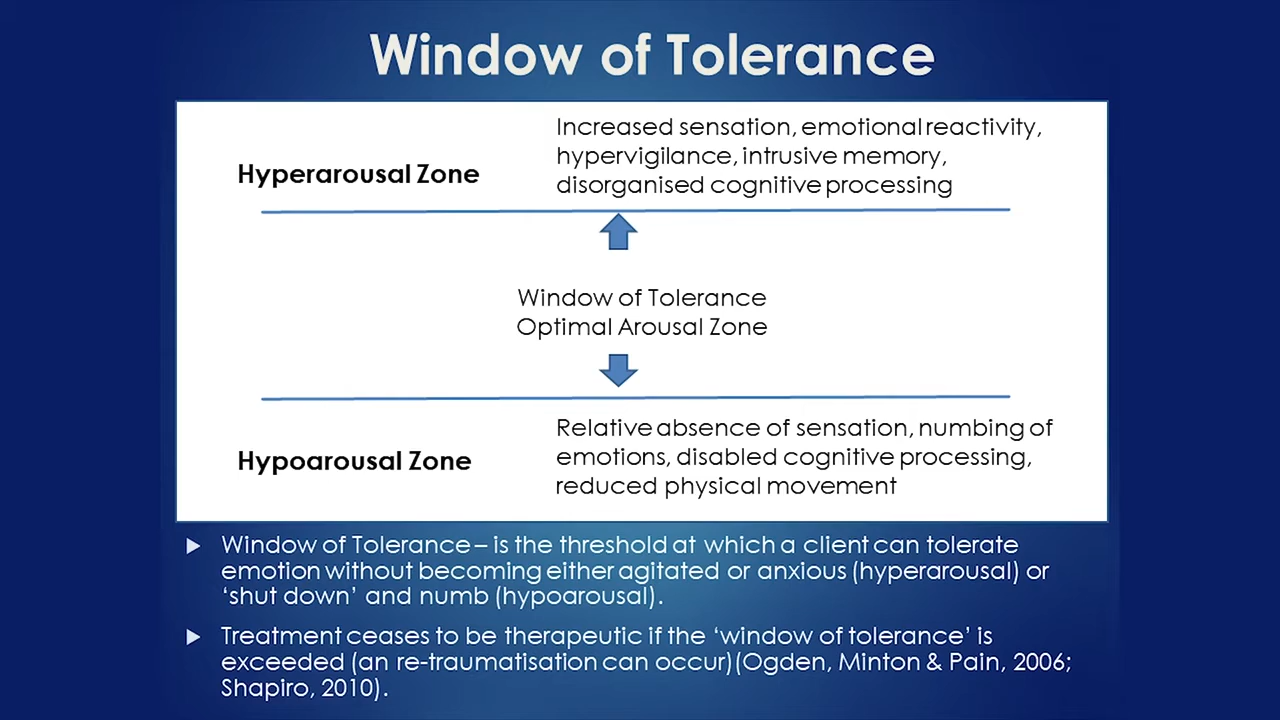 Window of Tolerance
Hyperarousal Zone
Increased sensation, emotional reactivity,
hypervigilance, intrusive memory,
disorganised cognitive processing
Window of Tolerance
Optimal Arousal Zone
Hypoarousal Zone
Relative absence of sensation, numbing of
emotions, disabled cognitive processing,
reduced physical movement
Window of Tolerance – is the threshold at which a client can tolerate
emotion without becoming either agitated or anxious (hyperarousal) or
‘shut down’ and numb (hypoarousal).
Treatment ceases to be therapeutic if the ‘window of tolerance’ is
exceeded (an re-traumatisation can occur)(Ogden, Minton & Pain, 2006;
Shapiro, 2010).